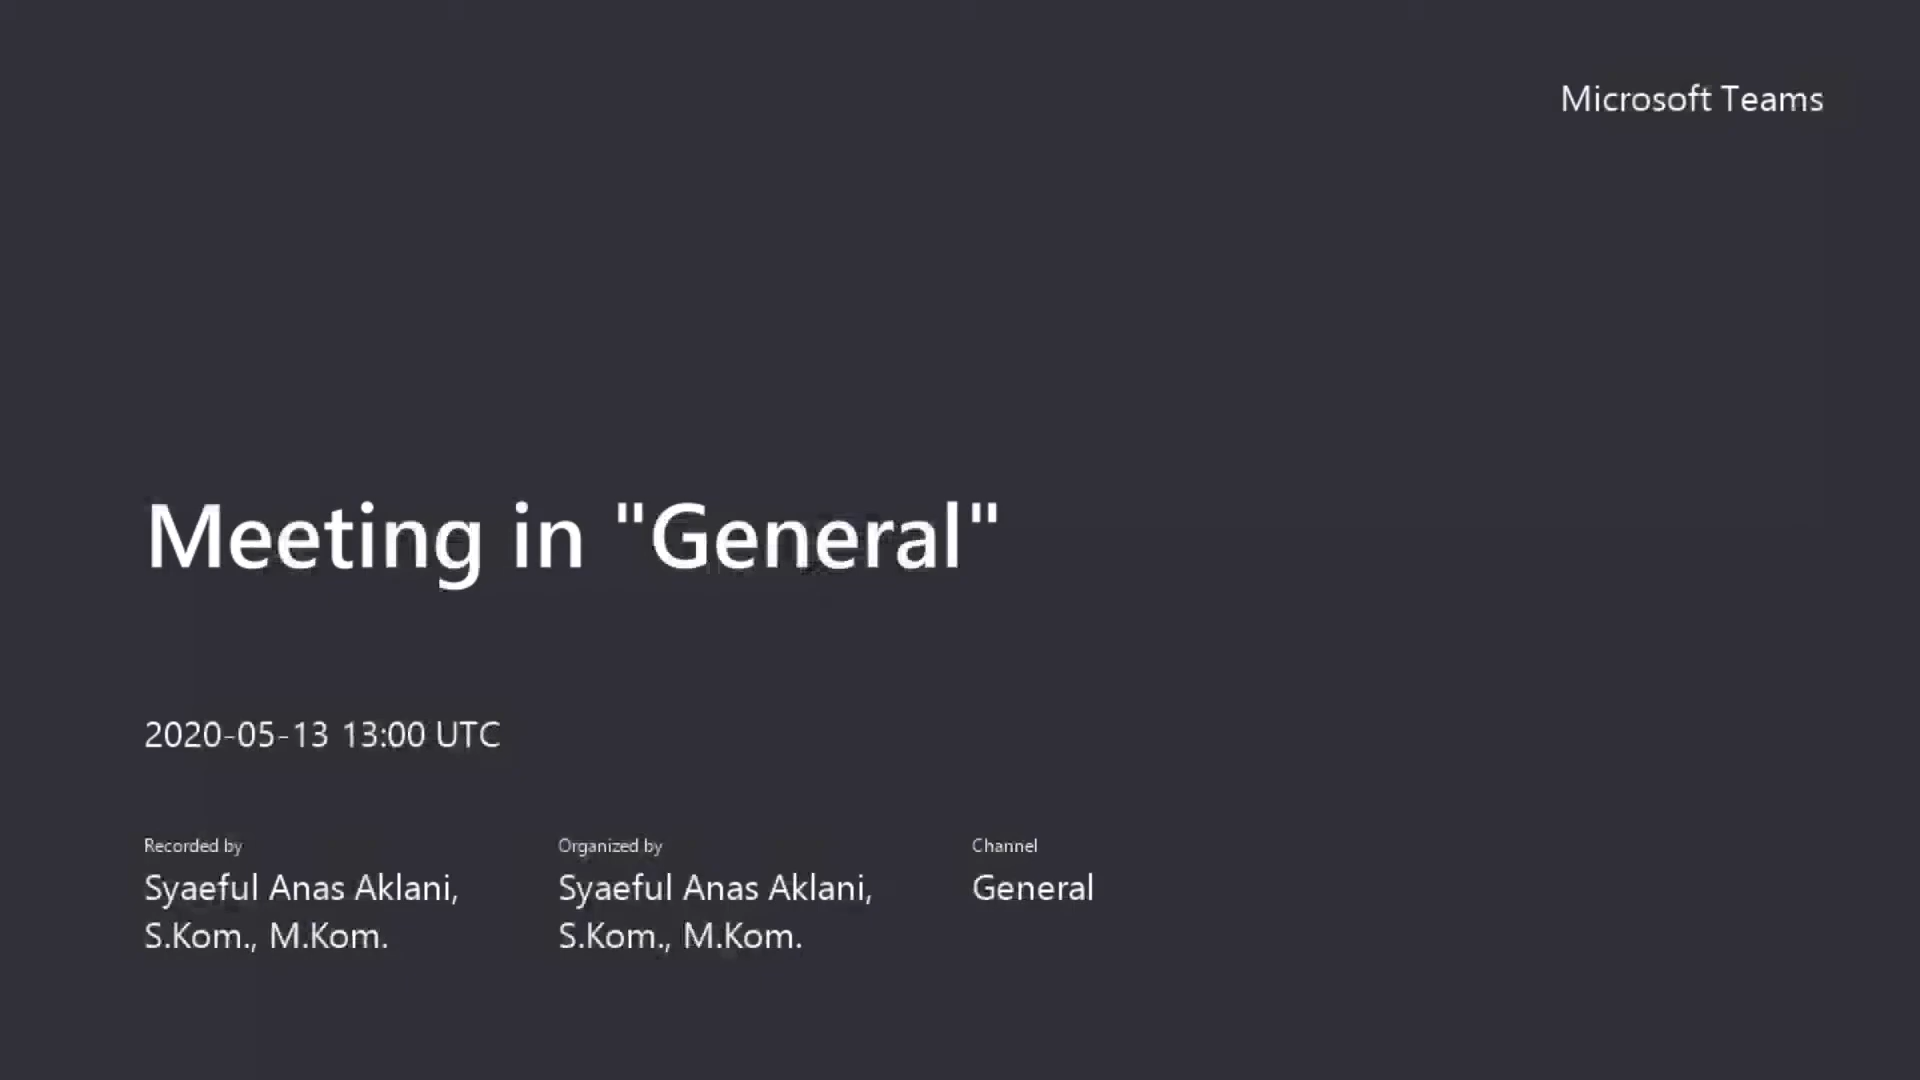 Microsoft Teams
Meeting in "General"
2020-05-13 13:00 UTC
Recorded by
Syaeful Anas Aklani,
S.Kom., M.Kom.
Organized by
Syaeful Anas Aklani,
S.Kom., M.Kom.
Channel
General